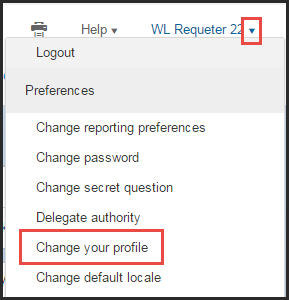 Help ▾ WL Requeter 22 ▾
Logout
Preferences
Change reporting preferences
Change password
Change secret question
Delegate authority
Change your profile
Change default locale